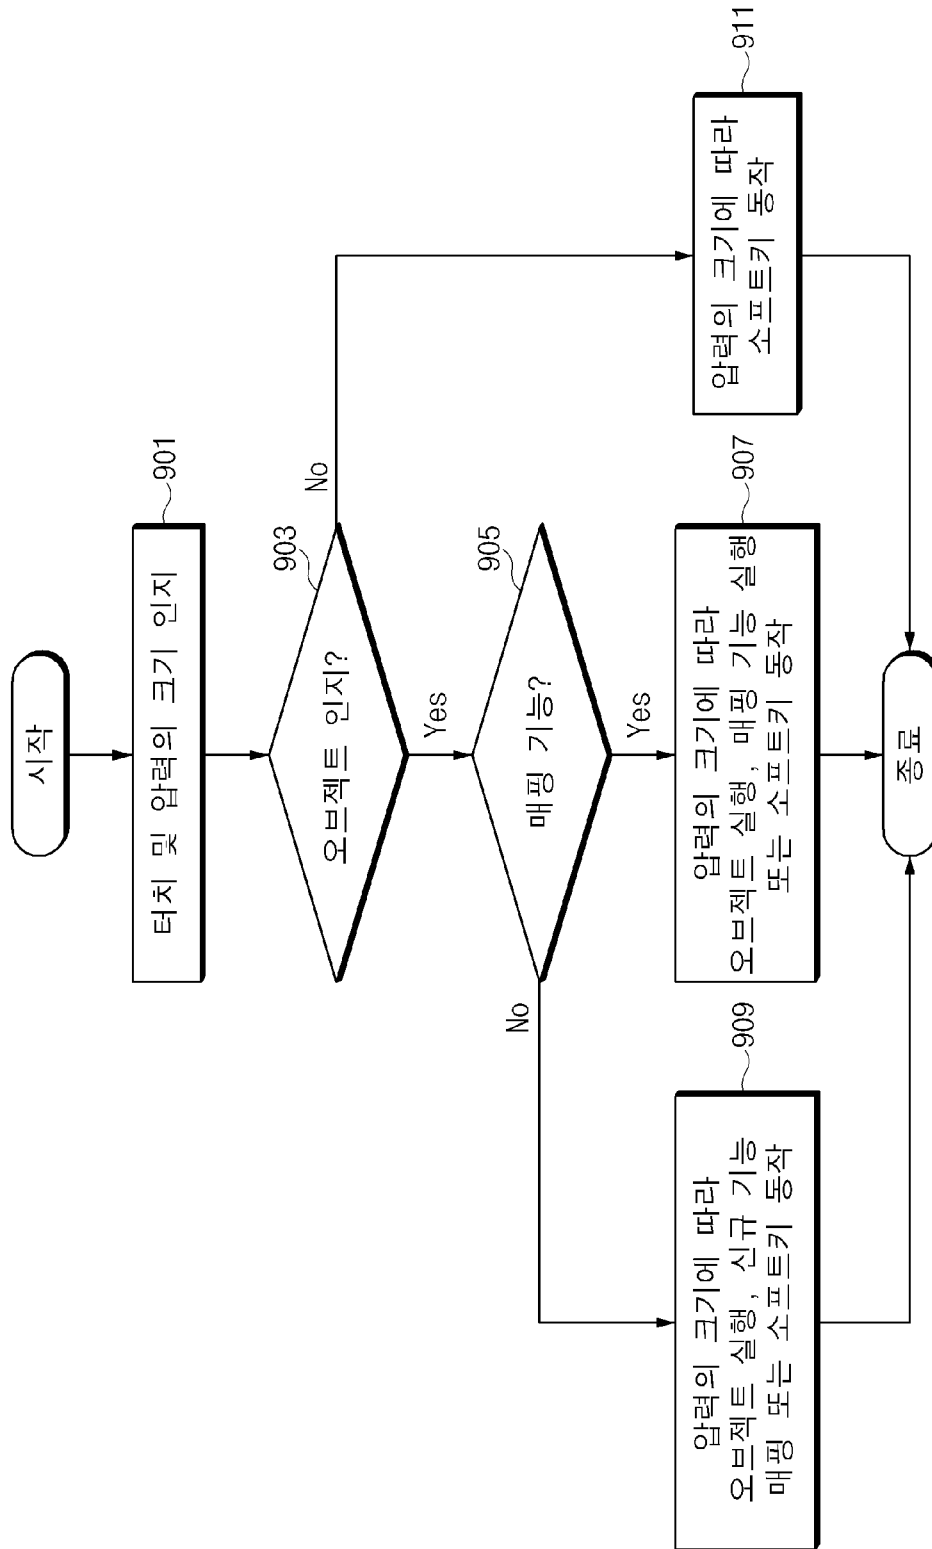 시작
터치 및 압력의 크기 인지
901
오브젝트 인지?
903
No
Yes
매핑 기능?
905
No
Yes
압력의 크기에 따라
오브젝트 실행, 신규 기능
매핑 또는 소프트키 동작
909
압력의 크기에 따라
오브젝트 실행, 매핑 기능 실행
또는 소프트키 동작
907
압력의 크기에 따라
소프트키 동작
911
종료